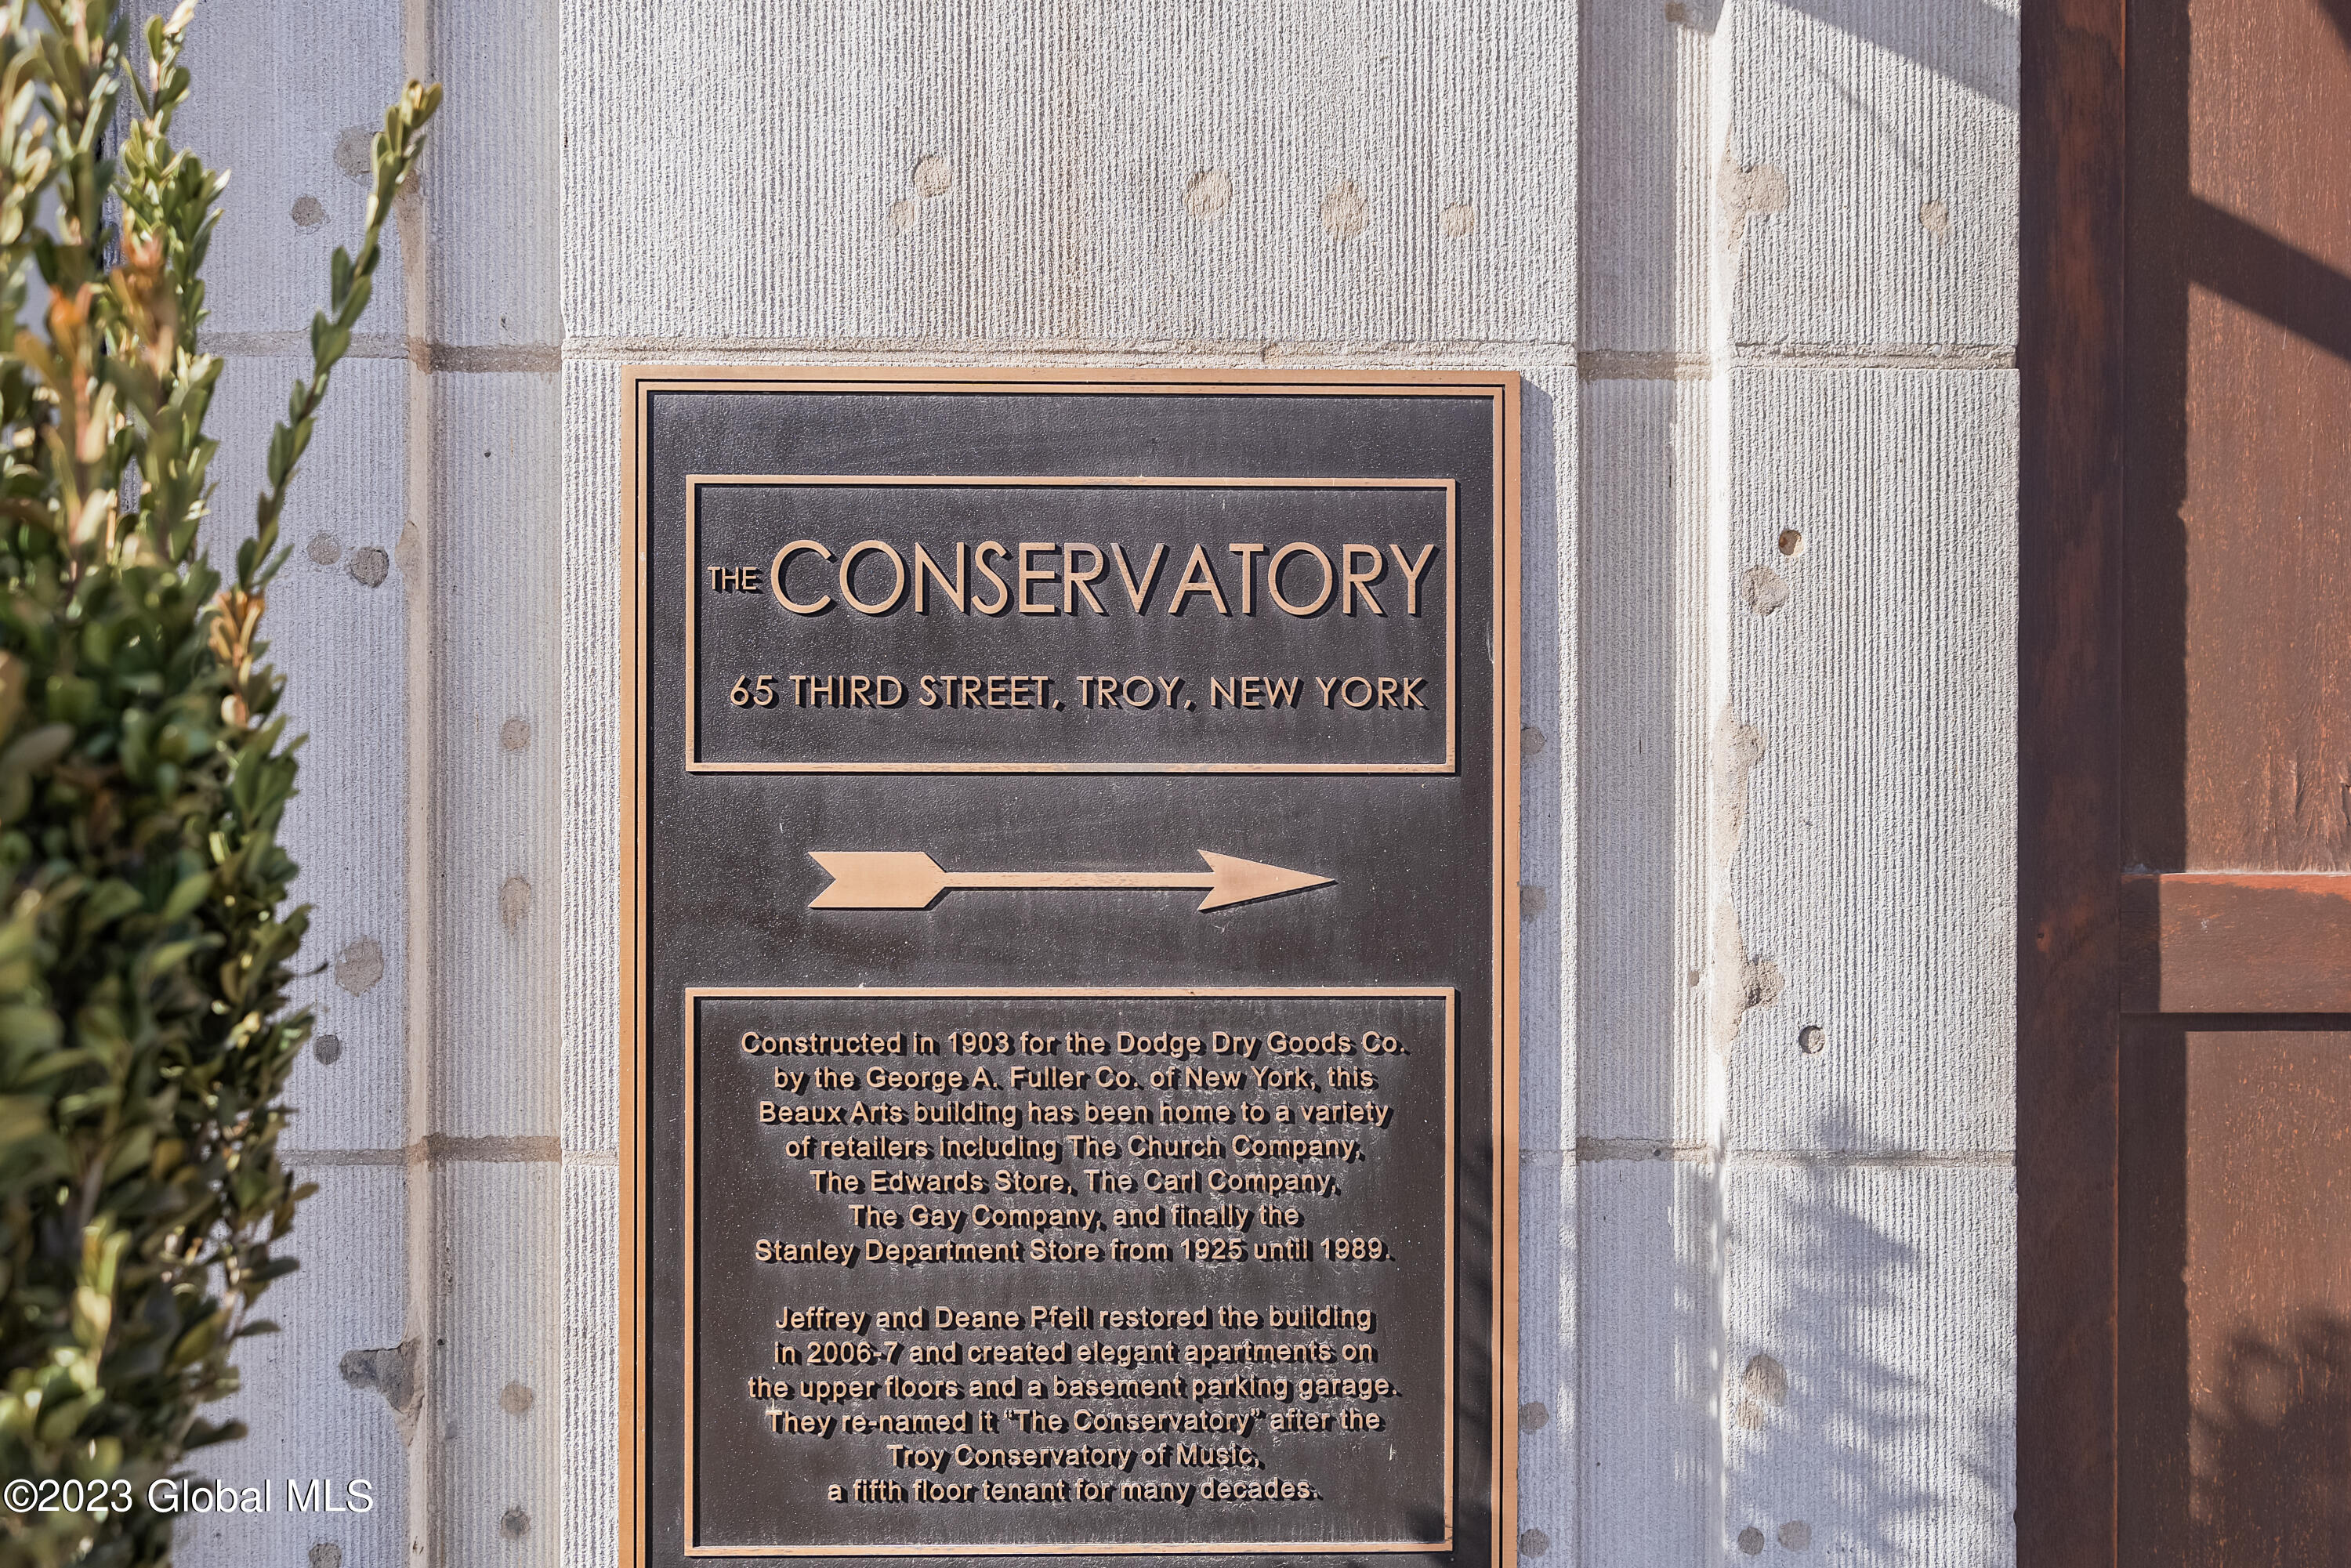 THE CONSERVATORY
65 THIRD STREET, TROY, NEW YORK
Constructed in 1903 for the Dodge Dry Goods Co.
by the George A. Fuller Co. of New York, this
Beaux Arts building has been home to a variety
of retailers including The Church Company,
The Edwards Store, The Carl Company,
The Gay Company, and finally the
Stanley Department Store from 1925 until 1989.
Jeffrey and Deane Pfeil restored the building
in 2006-7 and created elegant apartments on
the upper floors and a basement parking garage.
They re-named it “The Conservatory” after the
Troy Conservatory of Music,
a fifth floor tenant for many decades.
©2023 Global MLS